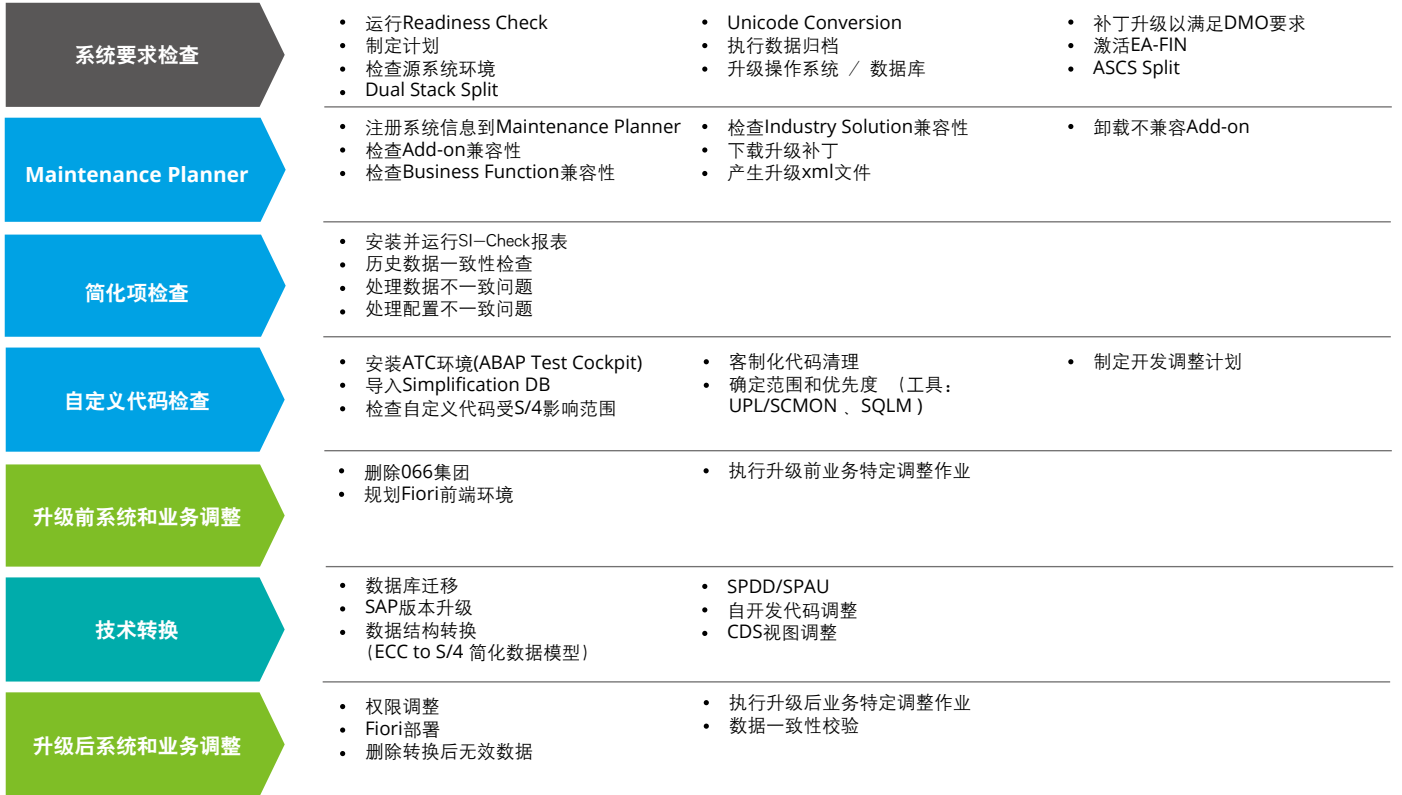 系统要求检查
• 运行Readiness Check
• 制定计划
• 检查源系统环境
• Dual Stack Split
• Unicode Conversion
• 执行数据归档
• 升级操作系统 / 数据库
• 补丁升级以满足DMO要求
• 激活EA-FIN
• ASCS Split
Maintenance Planner
• 注册系统信息到Maintenance Planner
• 检查Add-on兼容性
• 检查Business Function兼容性
• 检查Industry Solution兼容性
• 下载升级补丁
• 产生升级xml文件
• 卸载不兼容Add-on
简化项检查
• 安装并运行SI-Check报表
• 历史数据一致性检查
• 处理数据不一致问题
• 处理配置不一致问题
自定义代码检查
• 安装ATC环境(ABAP Test Cockpit)
• 导入Simplification DB
• 检查自定义代码受S/4影响范围
• 客制化代码清理
• 确定范围和优先度 （工具：
UPL/SCMON 、SQLM )
• 制定开发调整计划
升级前系统和业务调整
• 删除066集团
• 规划Fiori前端环境
• 执行升级前业务特定调整作业
技术转换
• 数据库迁移
• SAP版本升级
• 数据结构转换
（ECC to S/4 简化数据模型）
• SPDD/SPAU
• 自开发代码调整
• CDS视图调整
升级后系统和业务调整
• 权限调整
• Fiori部署
• 删除转换后无效数据
• 执行升级后业务特定调整作业
• 数据一致性校验